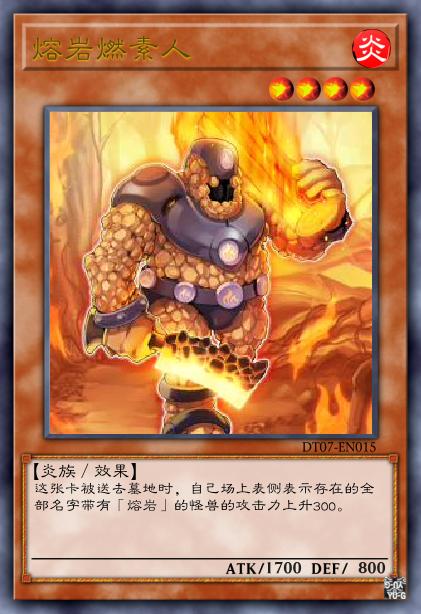 熔岩燃素人
炎
DT07-EN015
【炎族／效果】
这张卡被送去墓地时，自己场上表侧表示存在的全
部名字带有「熔岩」的怪兽的攻击力上升300。
ATK/1700 DEF/ 800